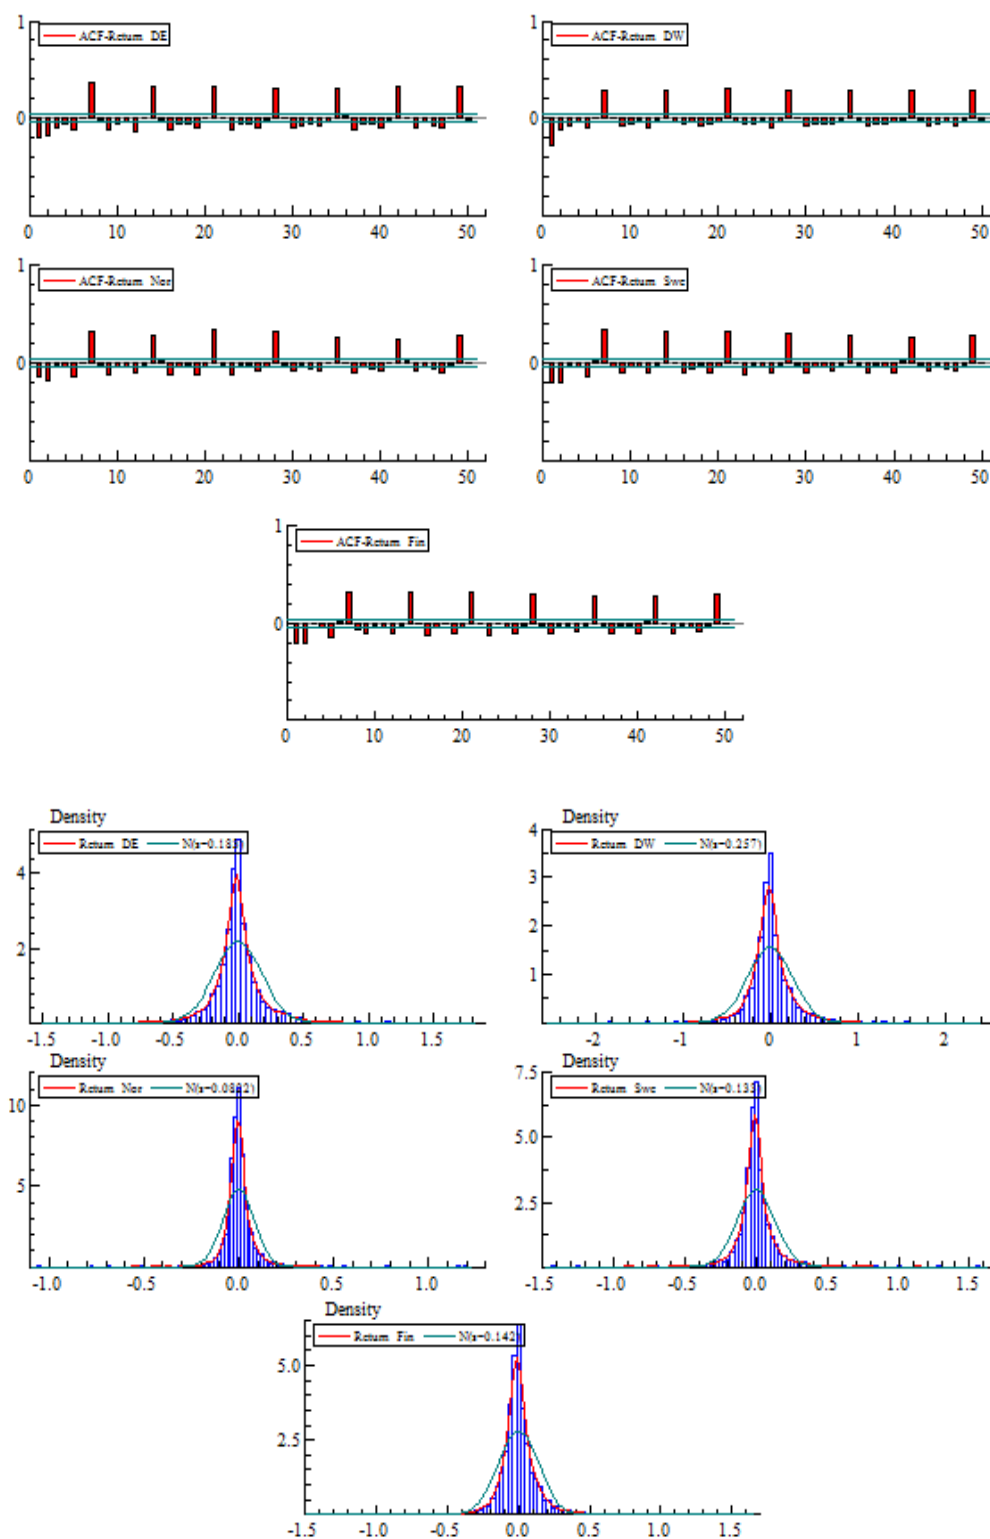 1
ACF-Return DE
0
0 10 20 30 40 50
1
ACF-Return DW
0
0 10 20 30 40 50
1
ACF-Return Nor
0
0 10 20 30 40 50
1
ACF-Return Swe
0
0 10 20 30 40 50
1
ACF-Return Fin
0
0 10 20 30 40 50
Density
Return DE
4
2
-1.5 -1.0 -0.5 0.0 0.5 1.0 1.5
Density
4
Return DW N(s=0.257)
3
2
1
-2 -1 0 1 2
Density
Return Nor
10
5
-1.0 -0.5 0.0 0.5 1.0
Density
7.5
Return Swe
5.0
2.5
-1.5 -1.0 -0.5 0.0 0.5 1.0 1.5
Density
Return Fin N(s=0.142)
5.0
2.5
-1.5 -1.0 -0.5 0.0 0.5 1.0 1.5